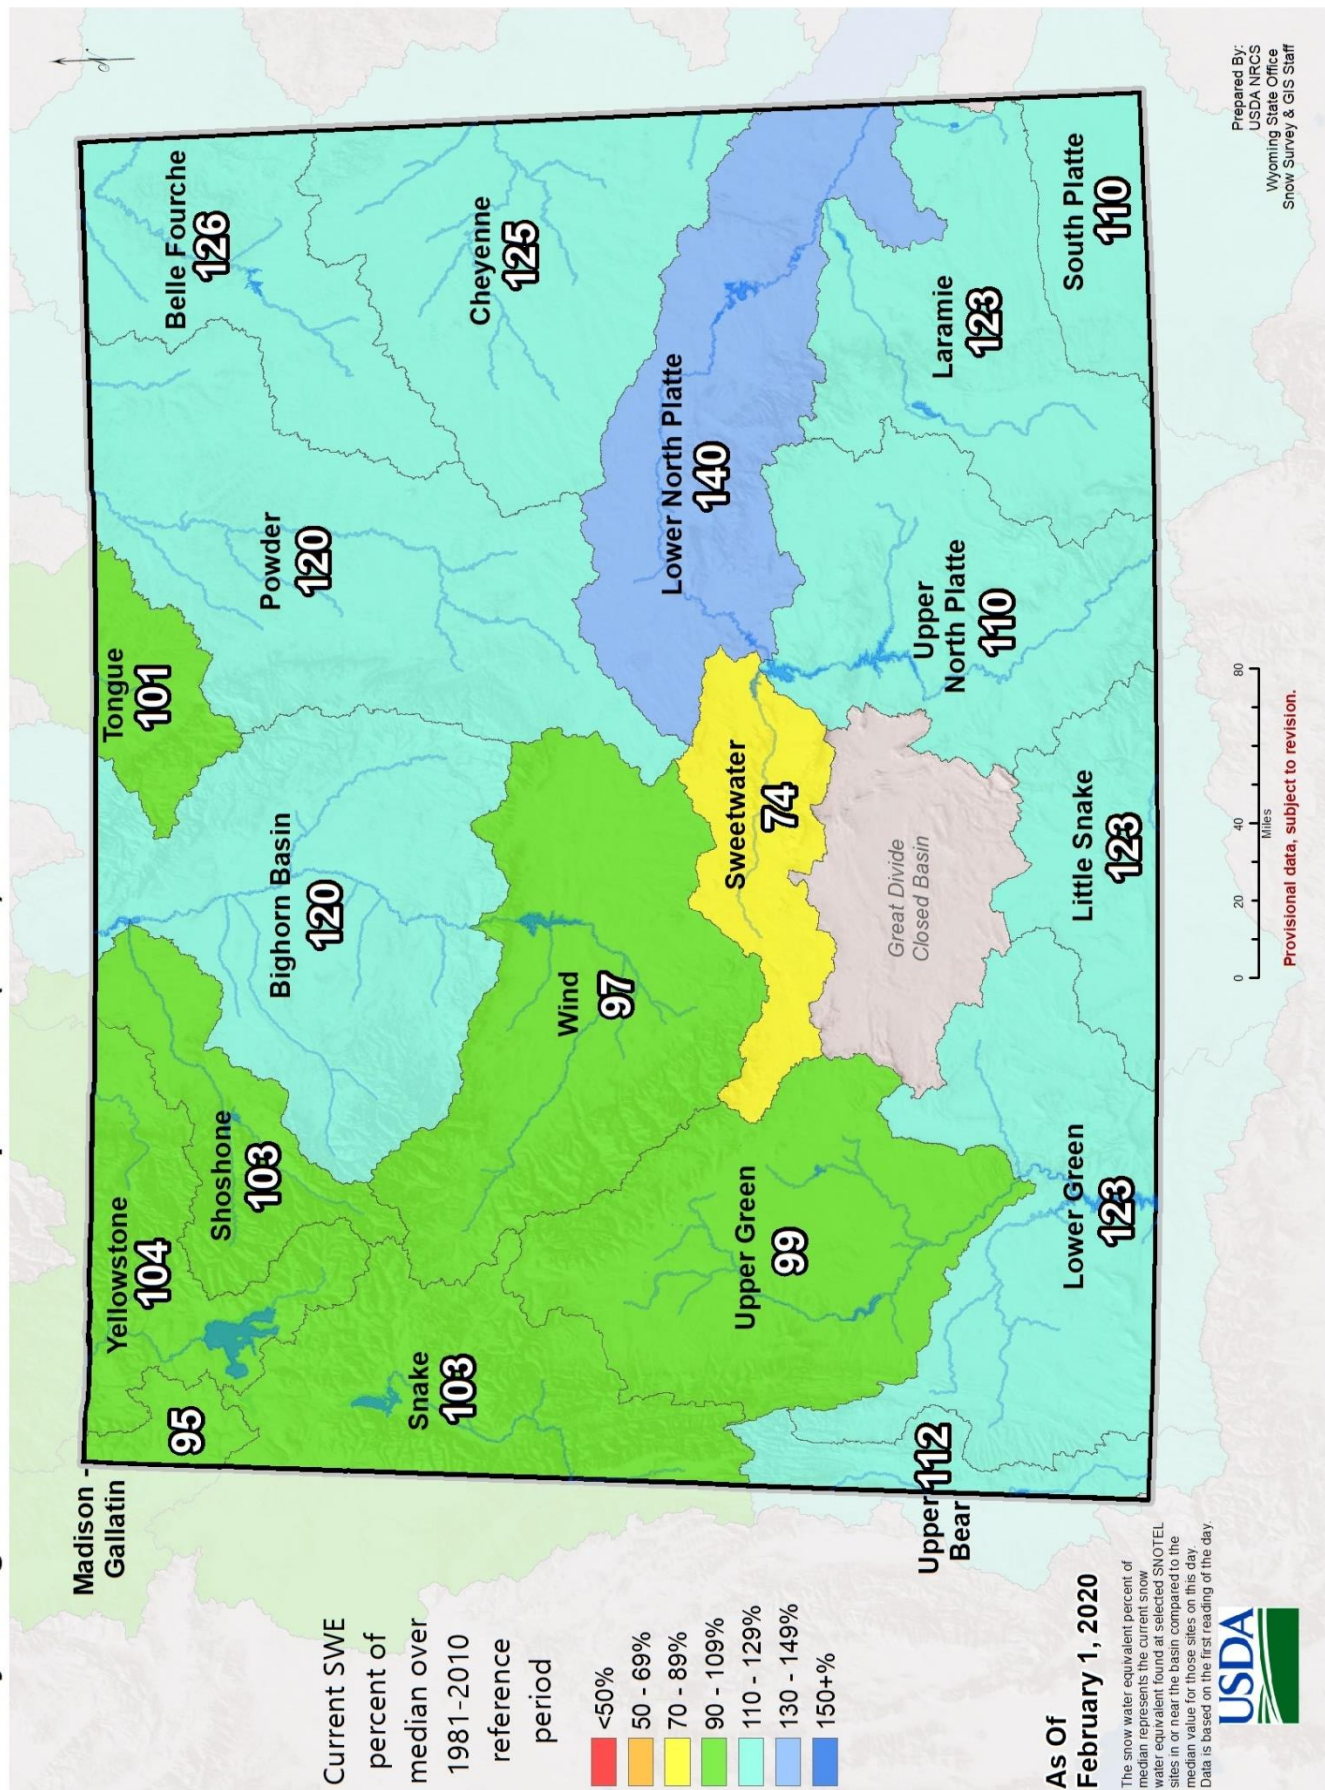 Madison -
Gallatin
95
Yellowstone
104
Shoshone
103
Snake
103
Tongue
101
Bighorn Basin
120
Powder
120
Belle Fourche
126
Cheyenne
125
Wind
97
Upper Green
99
Sweetwater
74
Lower North Platte
140
Great Divide
Closed Basin
Upper
North Platte
110
Laramie
123
South Platte
110
Little Snake
123
Lower Green
123
Upper
Bear
112
Current SWE
percent of
median over
1981-2010
reference
period
<50%
50 - 69%
70 - 89%
90 - 109%
110 - 129%
130 - 149%
150+%
As Of
February 1, 2020
The snow water equivalent percent of
median represents the current snow
water equivalent found at selected SNOTEL
sites in or near the basin compared to the
median value for those sites on this day.
Data is based on the first reading of the day.
USDA
0 20 40 80
Miles
Provisional data, subject to revision.
Prepared By:
USDA NRCS
Wyoming State Office
Snow Survey & GIS Staff